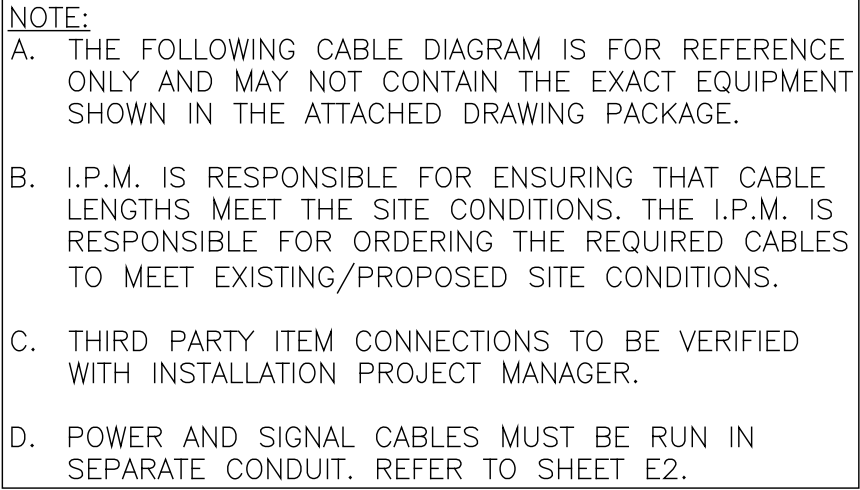 NOTE:
A. THE FOLLOWING CABLE DIAGRAM IS FOR REFERENCE
ONLY AND MAY NOT CONTAIN THE EXACT EQUIPMENT
SHOWN IN THE ATTACHED DRAWING PACKAGE.
B. I.P.M. IS RESPONSIBLE FOR ENSURING THAT CABLE
LENGTHS MEET THE SITE CONDITIONS. THE I.P.M. IS
RESPONSIBLE FOR ORDERING THE REQUIRED CABLES
TO MEET EXISTING/PROPOSED SITE CONDITIONS.
C. THIRD PARTY ITEM CONNECTIONS TO BE VERIFIED
WITH INSTALLATION PROJECT MANAGER.
D. POWER AND SIGNAL CABLES MUST BE RUN IN
SEPARATE CONDUIT. REFER TO SHEET E2.